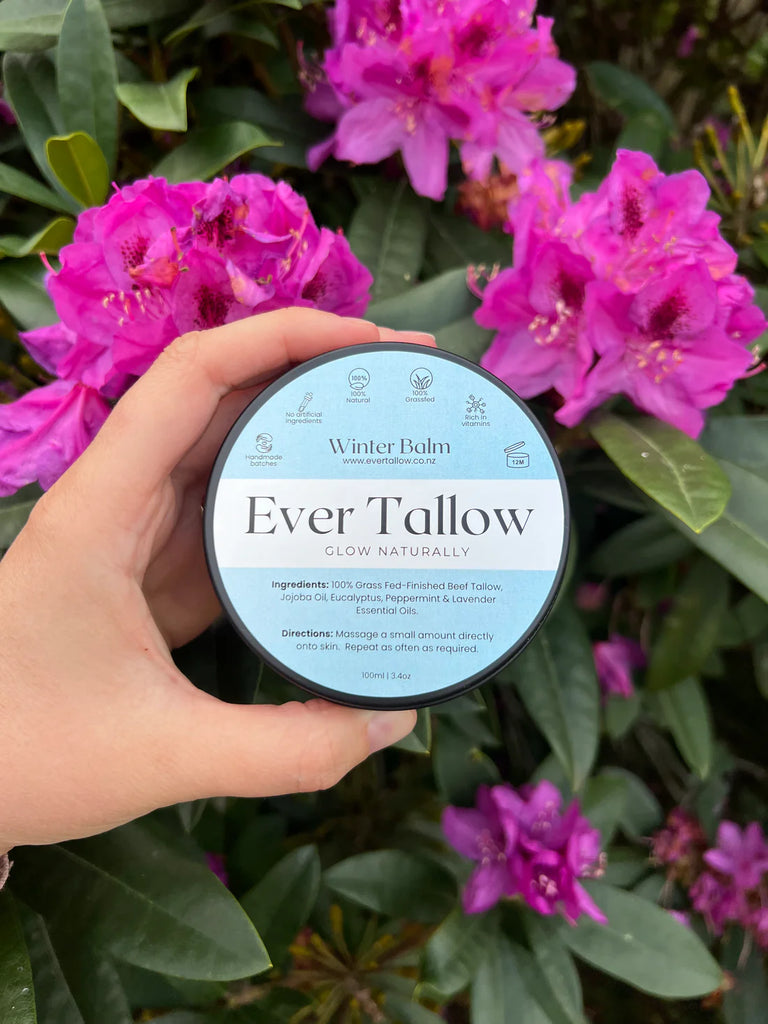 100%
No artificial
ingredients
100%
Natural
100%
Grassfed
Rich in
vitamins
Handmade
batches
Winter Balm
www.evertallow.co.nz
12M
Ever Tallow
GLOW NATURALLY
Ingredients: 100% Grass Fed-Finished Beef Tallow,
Jojoba Oil, Eucalyptus, Peppermint & Lavender
Essential Oils.
Directions: Massage a small amount directly
onto skin. Repeat as often as required.
100ml | 3.4oz